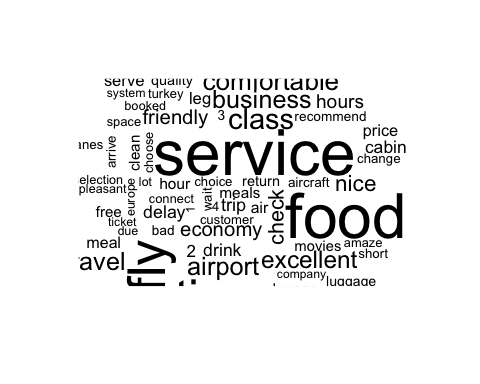 serve quality comfortable
system turkey leg business hours
booked
space friendly 3 class recommend
price
arrive clean choose service cabin
change
pleasant europe lot hour choice return aircraft nice
connect wait meals
free delay 1 4 trip air check food
ticket customer
due bad economy
meal fly 2 drink movies amaze
airport excellent short
company luggage